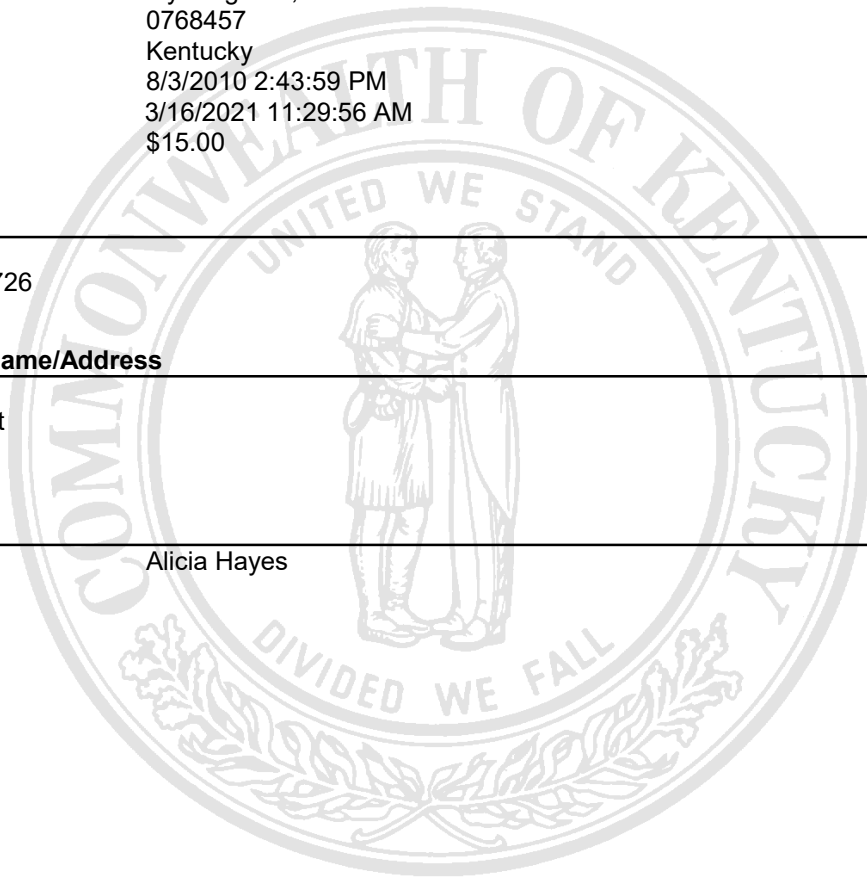 0768457
Kentucky
8/3/2010 2:43:59 PM
3/16/2021 11:29:56 AM
$15.00
COMMONWEALTH OF KENTUCKY
UNITED WE STAND
726
ame/Address
t
Alicia Hayes
DIVIDED WE FALL